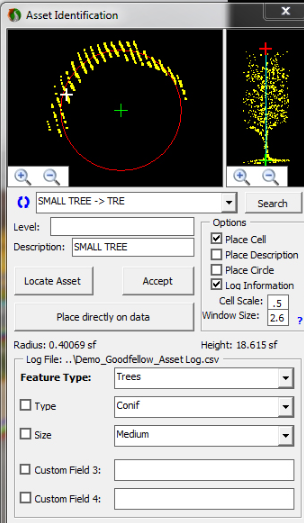 Asset Identification
SMALL TREE -> TRE
Search
Level:
Description: SMALL TREE
Options
Place Cell
Place Description
Place Circle
Log Information
Cell Scale: .5
Window Size: 2.6 ?
Locate Asset
Accept
Place directly on data
Radius: 0.40069 sf
Height: 18.615 sf
Log File: ..\Demo_Goodfellow_Asset Log.csv
Feature Type: Trees
Type Conif
Size Medium
Custom Field 3:
Custom Field 4: